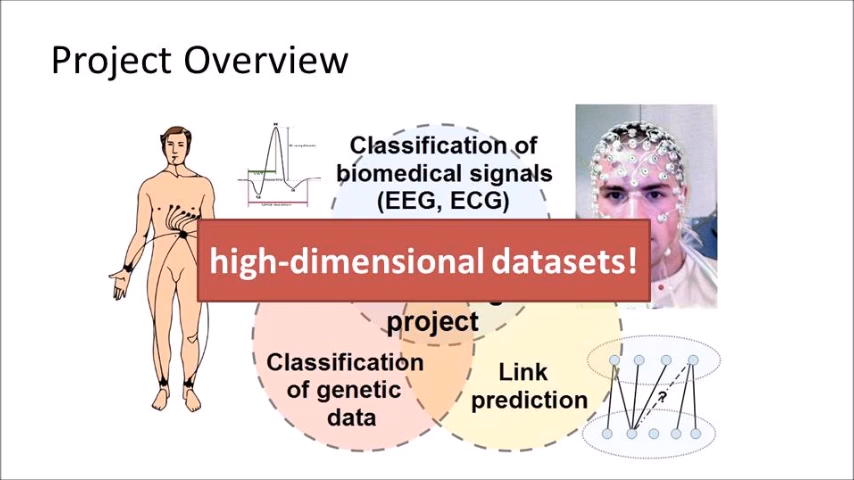 Project Overview
Classification of
biomedical signals
(EEG, ECG)
high-dimensional datasets!
project
Classification
of genetic
data
Link
prediction
?